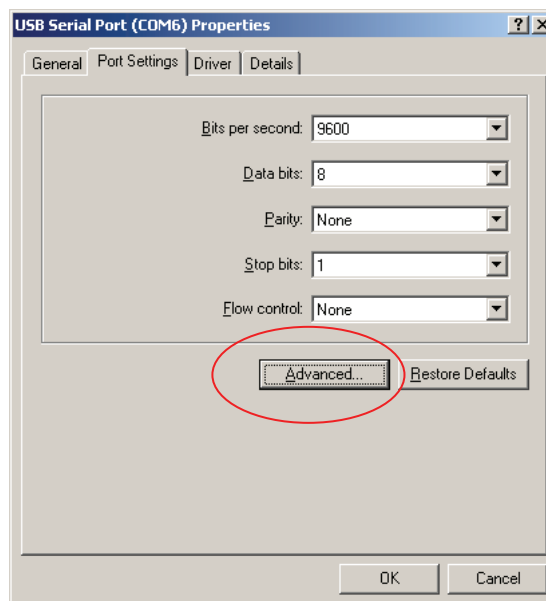 USB Serial Port (COM6) Properties
General Port Settings Driver Details
Bits per second: 9600
Data bits: 8
Parity: None
Stop bits: 1
Flow control: None
Advanced... Restore Defaults
OK Cancel